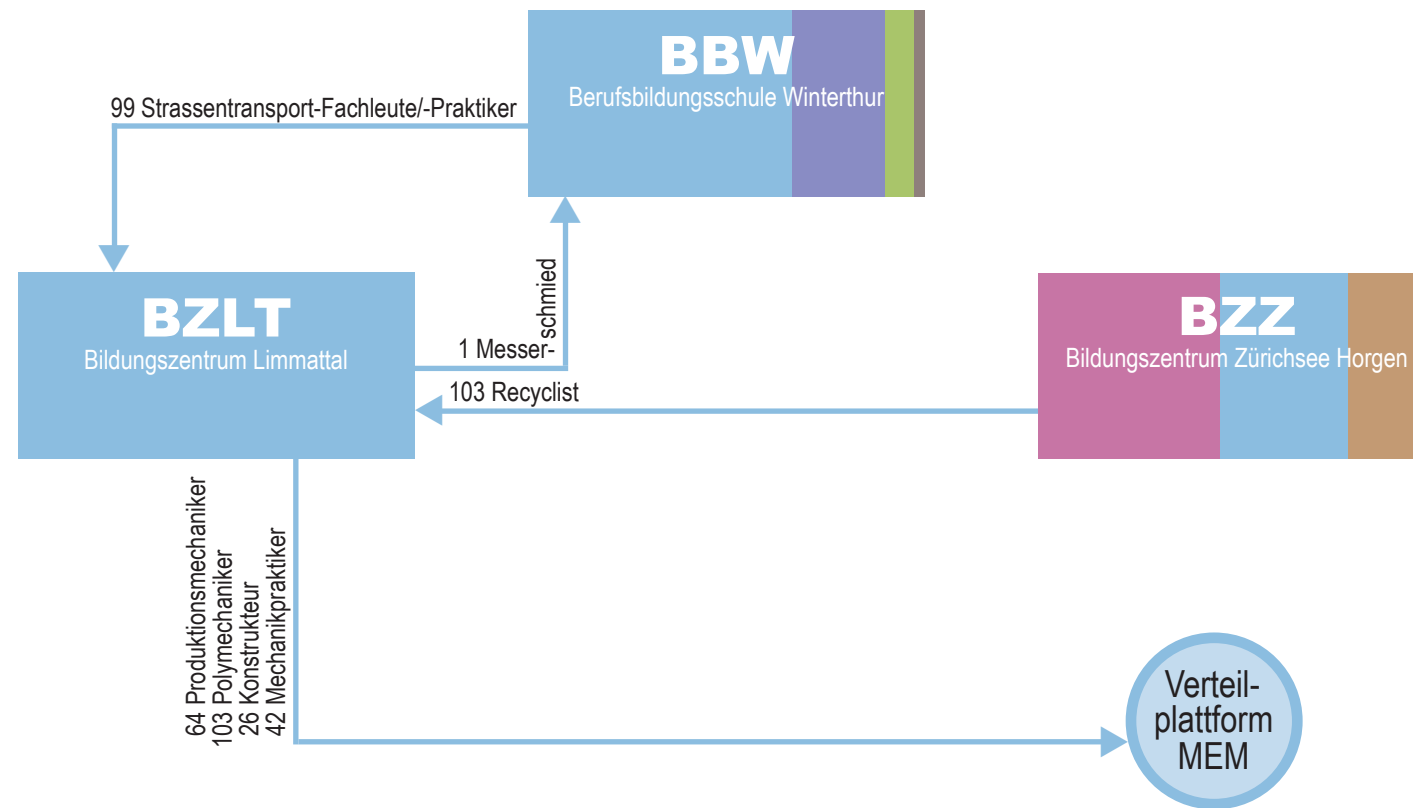 BBW
Berufsbildungsschule Winterthur
99 Strassentransport-Fachleute/-Praktiker
BZLT
Bildungszentrum Limmattal
1 Messer-
schmied
103 Recyclist
BZZ
Bildungszentrum Zürichsee Horgen
64 Produktionsmechaniker
103 Polymechaniker
26 Konstrukteur
42 Mechanikpraktiker
Verteil-
plattform
MEM